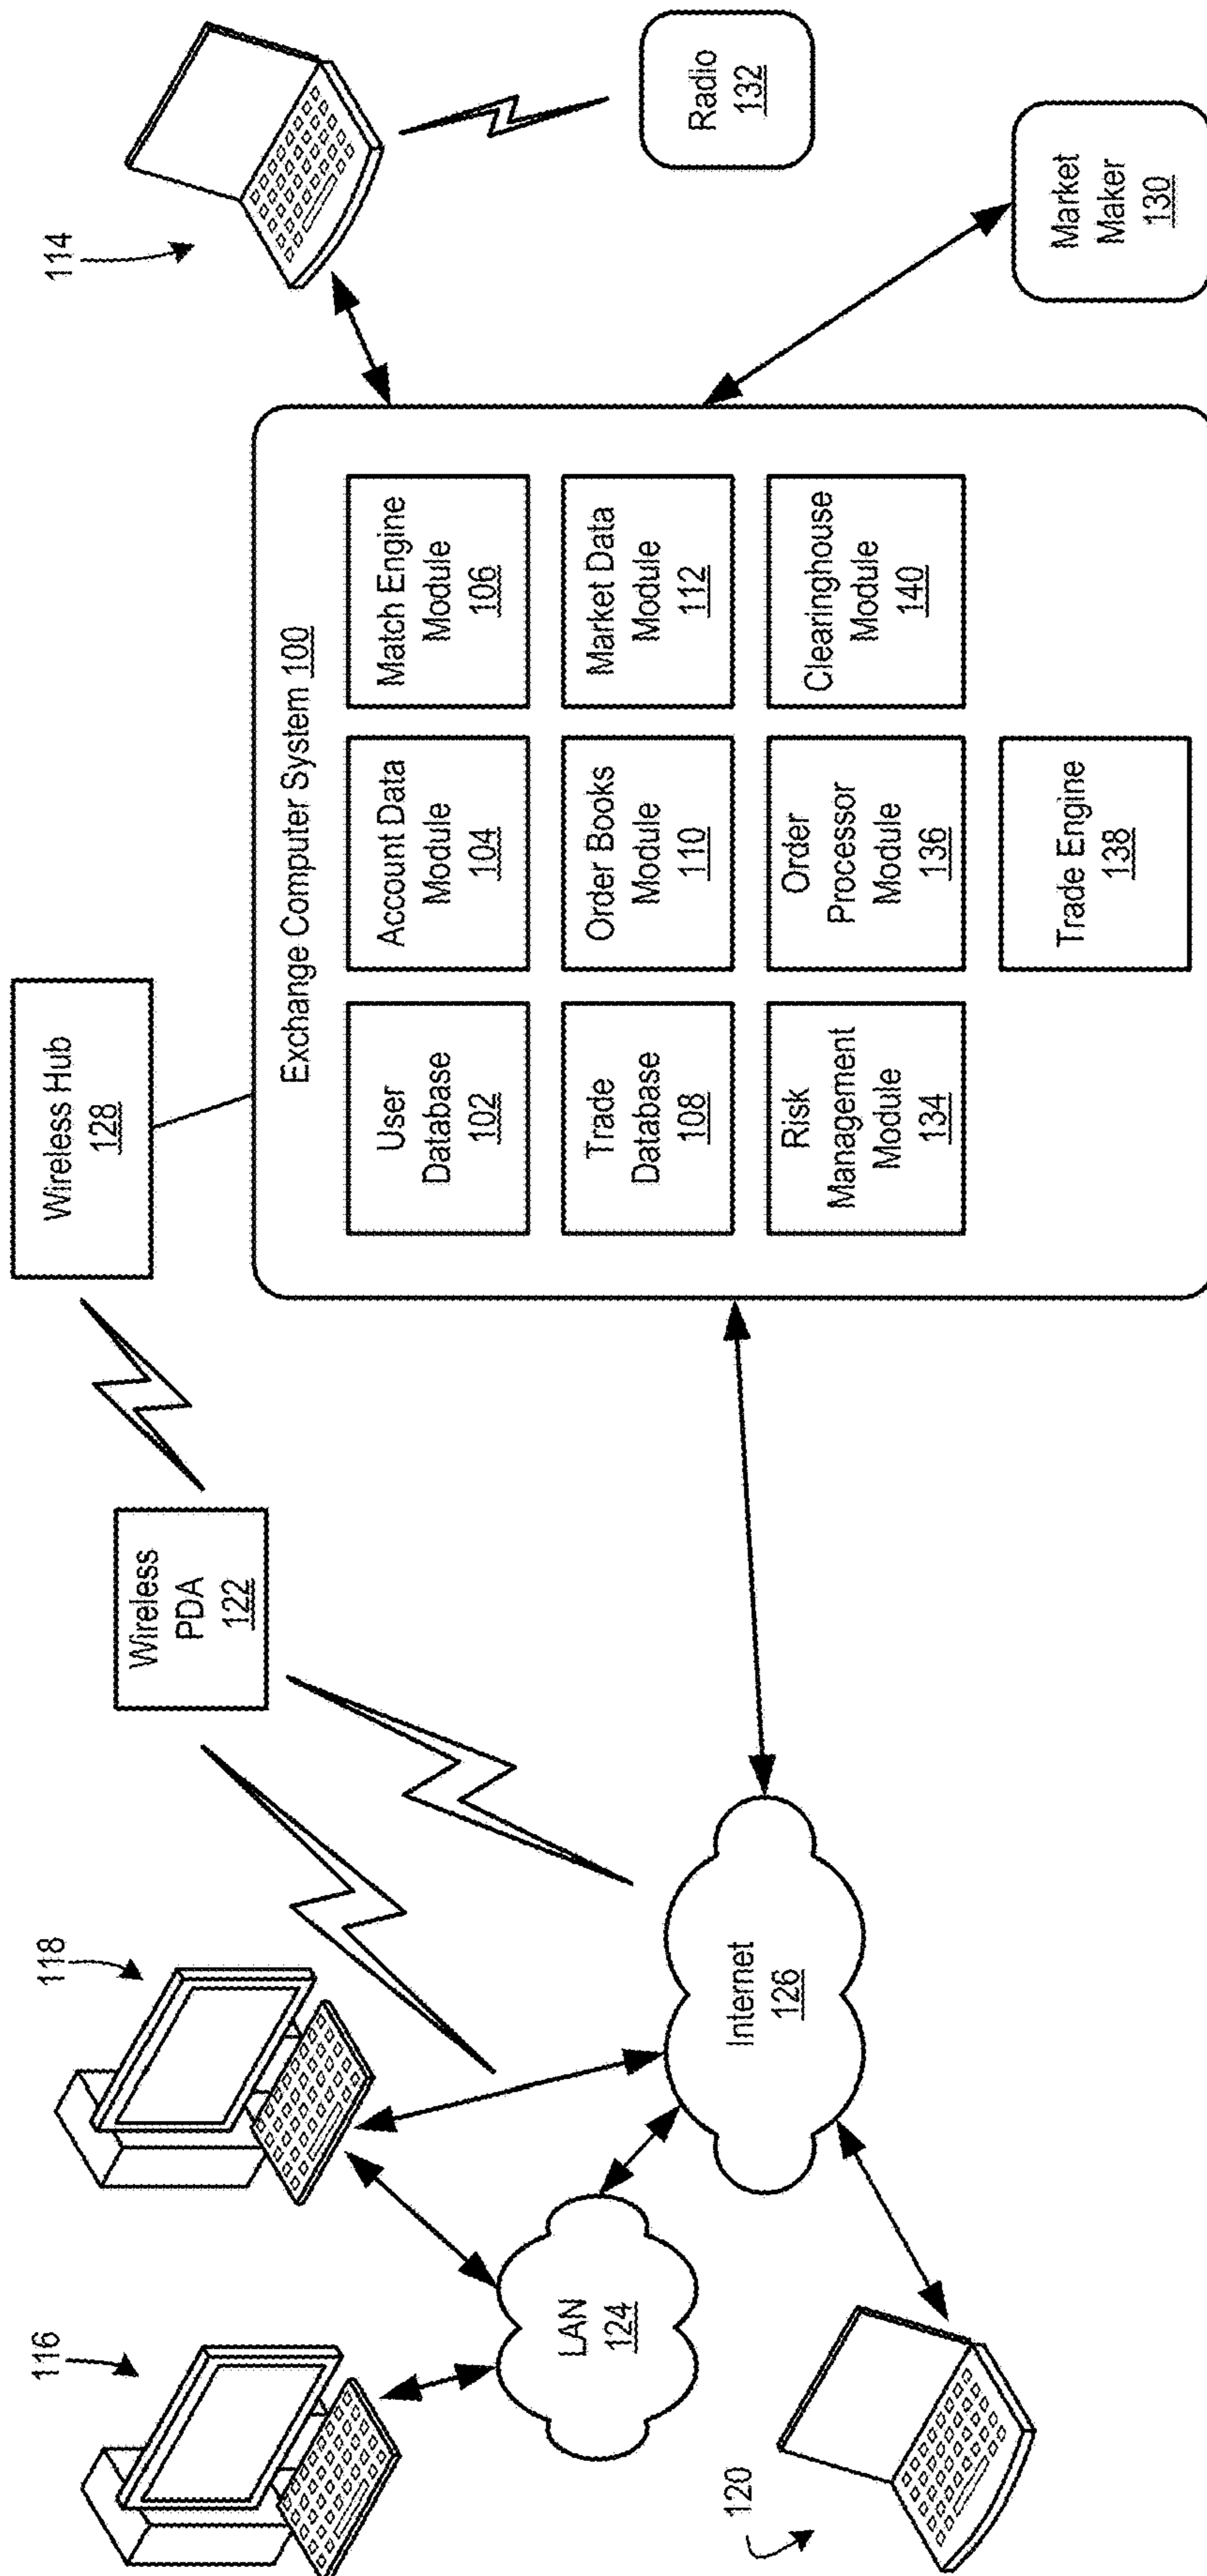 Wireless Hub
128
114
Wireless
PDA
122
118
116
Exchange Computer System 100
User
Database
102
Account Data
Module
104
Match Engine
Module
106
Trade
Database
108
Order Books
Module
110
Market Data
Module
112
Risk
Management
Module
134
Order
Processor
Module
136
Clearinghouse
Module
140
Trade Engine
138
Radio
132
Market
Maker
130
LAN
124
Internet
126
120